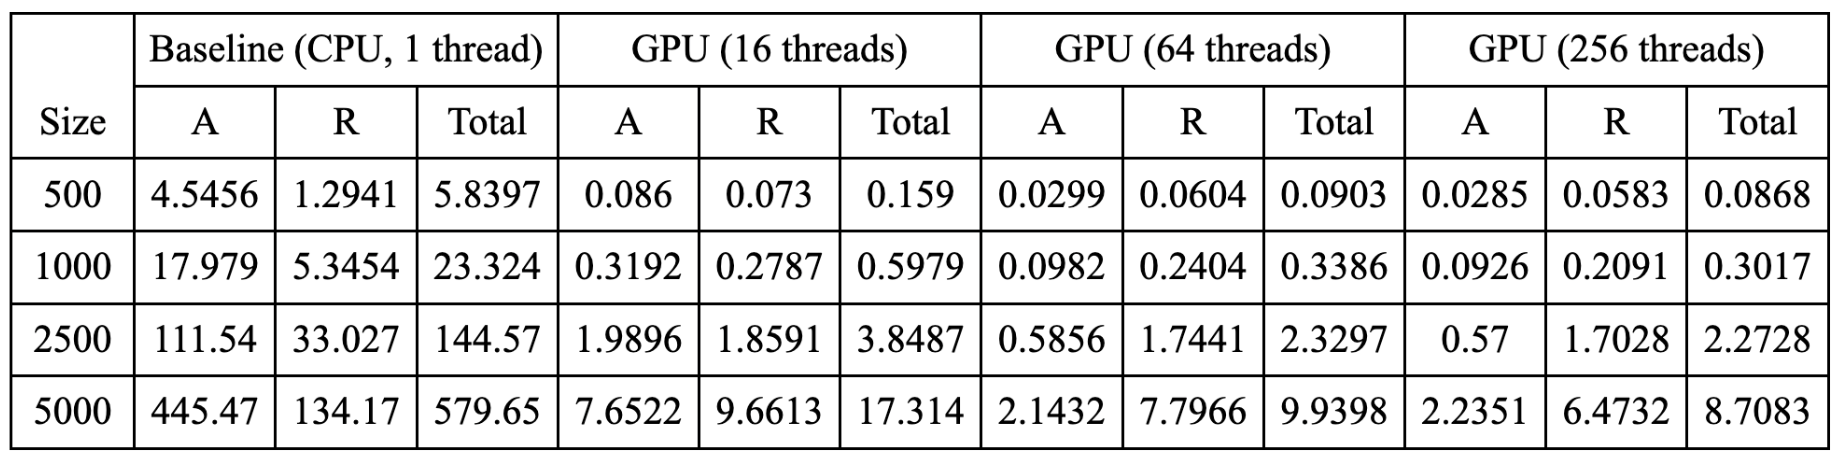 Baseline (CPU, 1 thread) GPU (16 threads) GPU (64 threads) GPU (256 threads)
Size A R Total A R Total A R Total A R Total
500 4.5456 1.2941 5.8397 0.086 0.073 0.159 0.0299 0.0604 0.0903 0.0285 0.0583 0.0868
1000 17.979 5.3454 23.324 0.3192 0.2787 0.5979 0.0982 0.2404 0.3386 0.0926 0.2091 0.3017
2500 111.54 33.027 144.57 1.9896 1.8591 3.8487 0.5856 1.7441 2.3297 0.57 1.7028 2.2728
5000 445.47 134.17 579.65 7.6522 9.6613 17.314 2.1432 7.7966 9.9398 2.2351 6.4732 8.7083